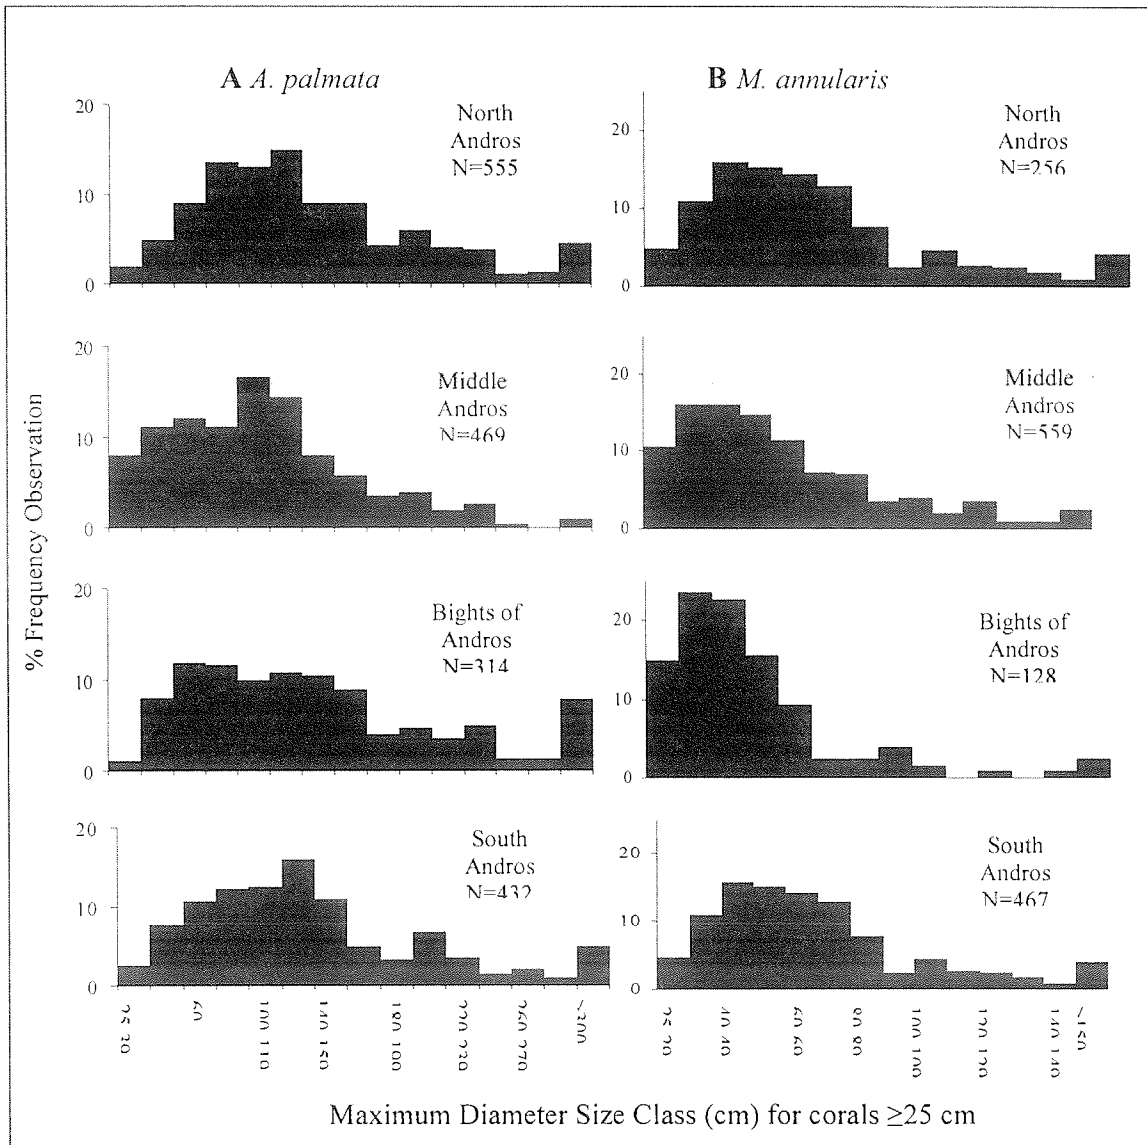 A A. palmata
B M. annularis
20
10
0
North
Andros
N=555
20
10
0
North
Andros
N=256
20
10
0
Middle
Andros
N=469
20
10
0
Middle
Andros
N=559
20
10
0
Bights of
Andros
N=314
20
10
0
Bights of
Andros
N=128
20
10
0
South
Andros
N=432
20
10
0
South
Andros
N=467
% Frequency Observation
Maximum Diameter Size Class (cm) for corals ≥25 cm